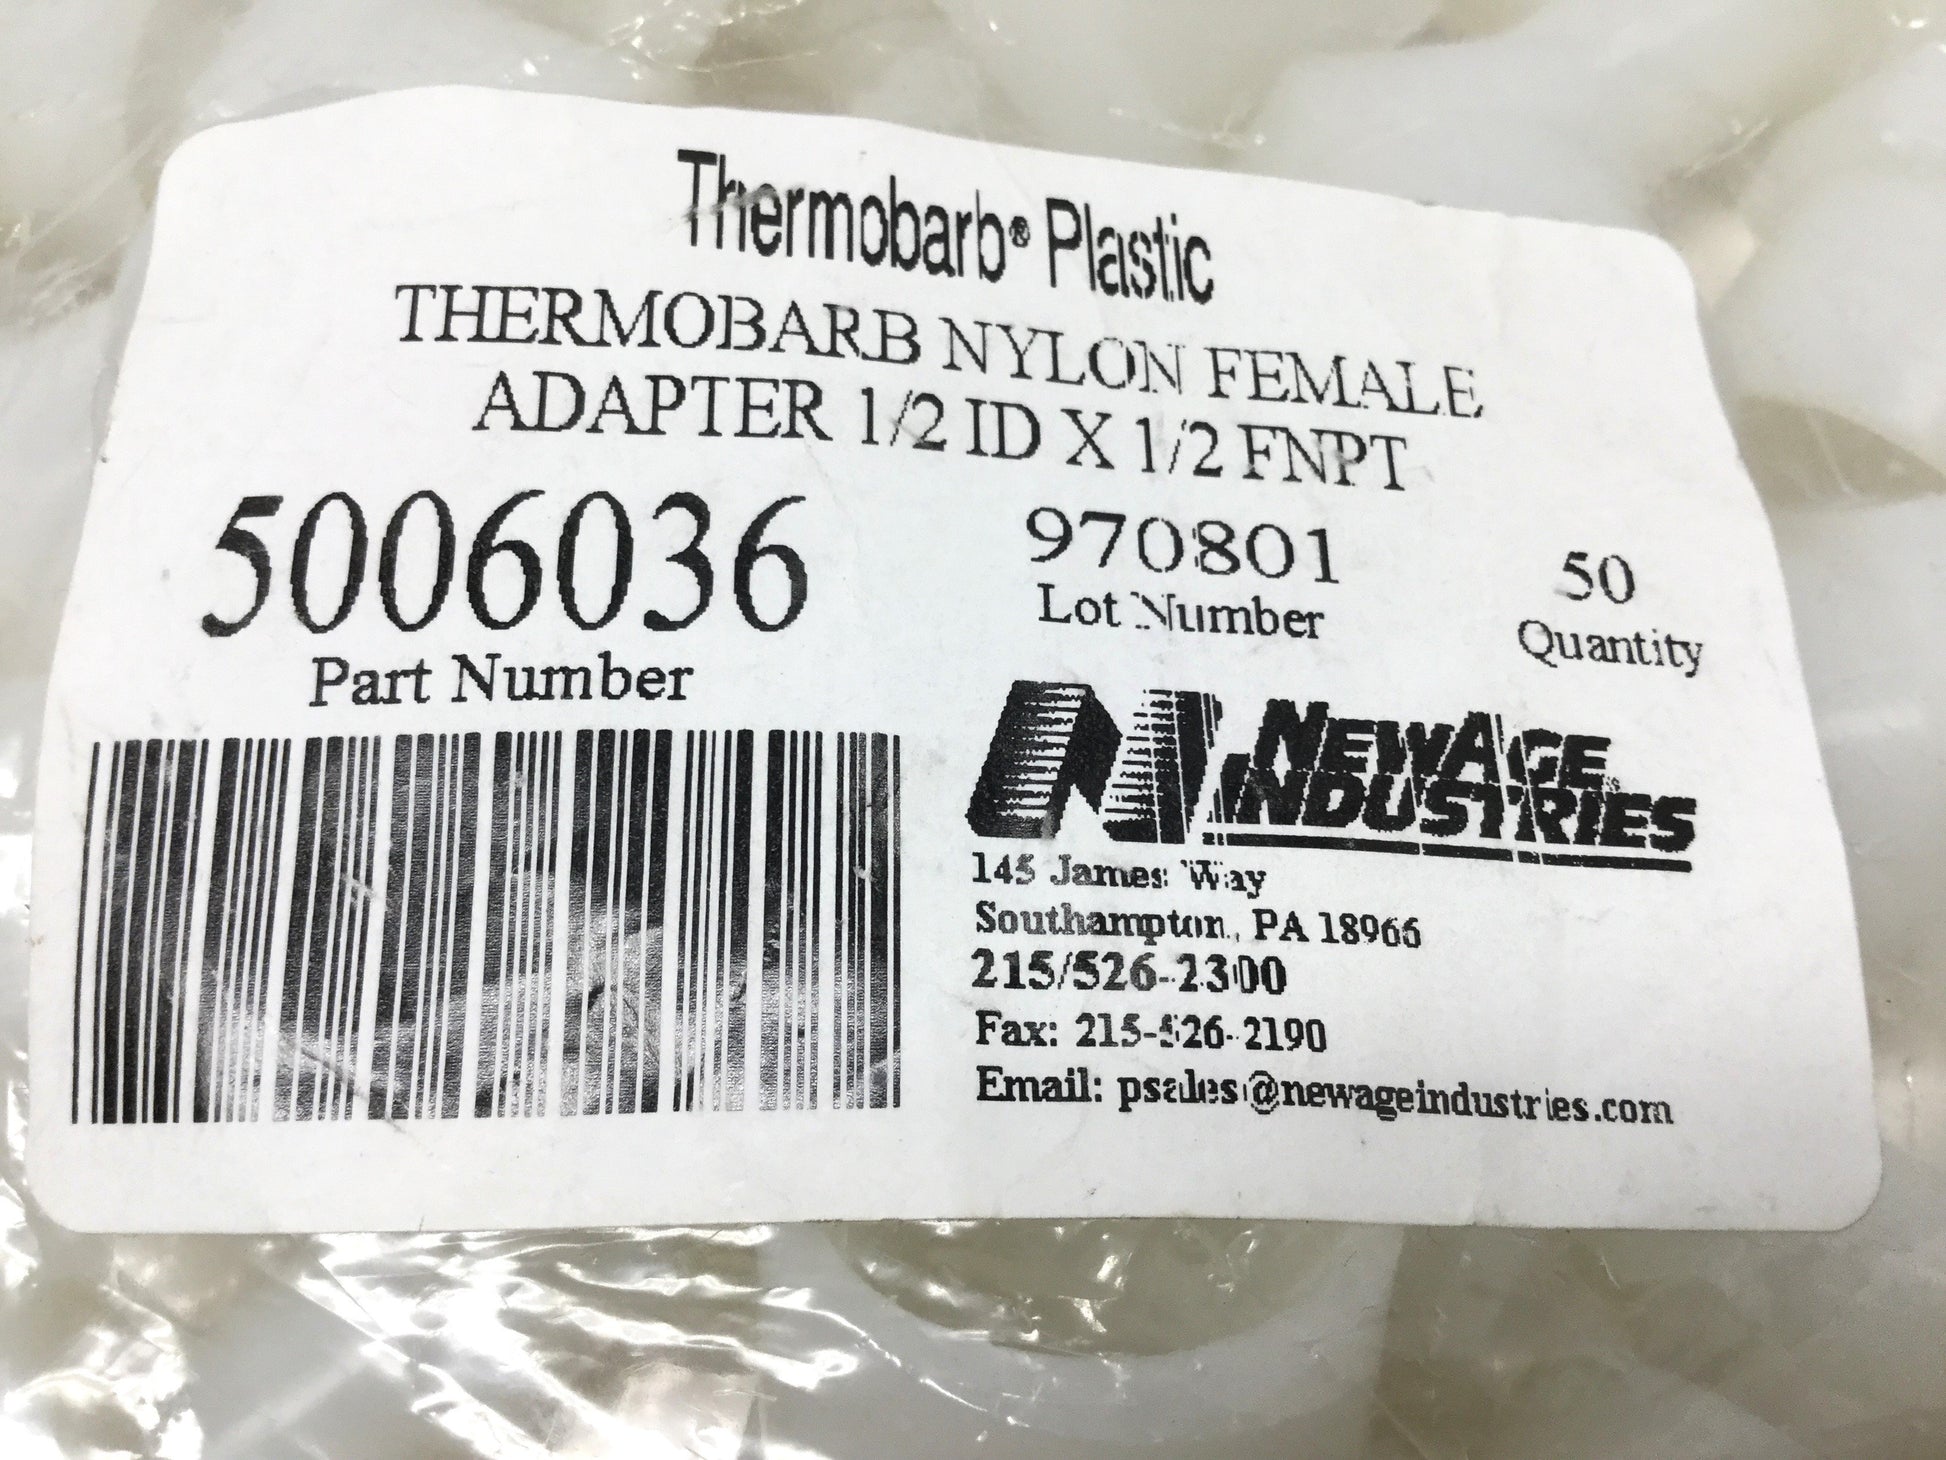 Thermobarb® Plastic
THERMOBARB NYLON FEMALE
ADAPTER 1/2 ID X 1/2 FNPT
5006036
Part Number
970801
Lot Number
50
Quantity
NEWAGE
INDUSTRIES
145 James Way
Southampton, PA 18966
215/526-2300
Fax: 215-526-2190
Email: psales@newageindustries.com